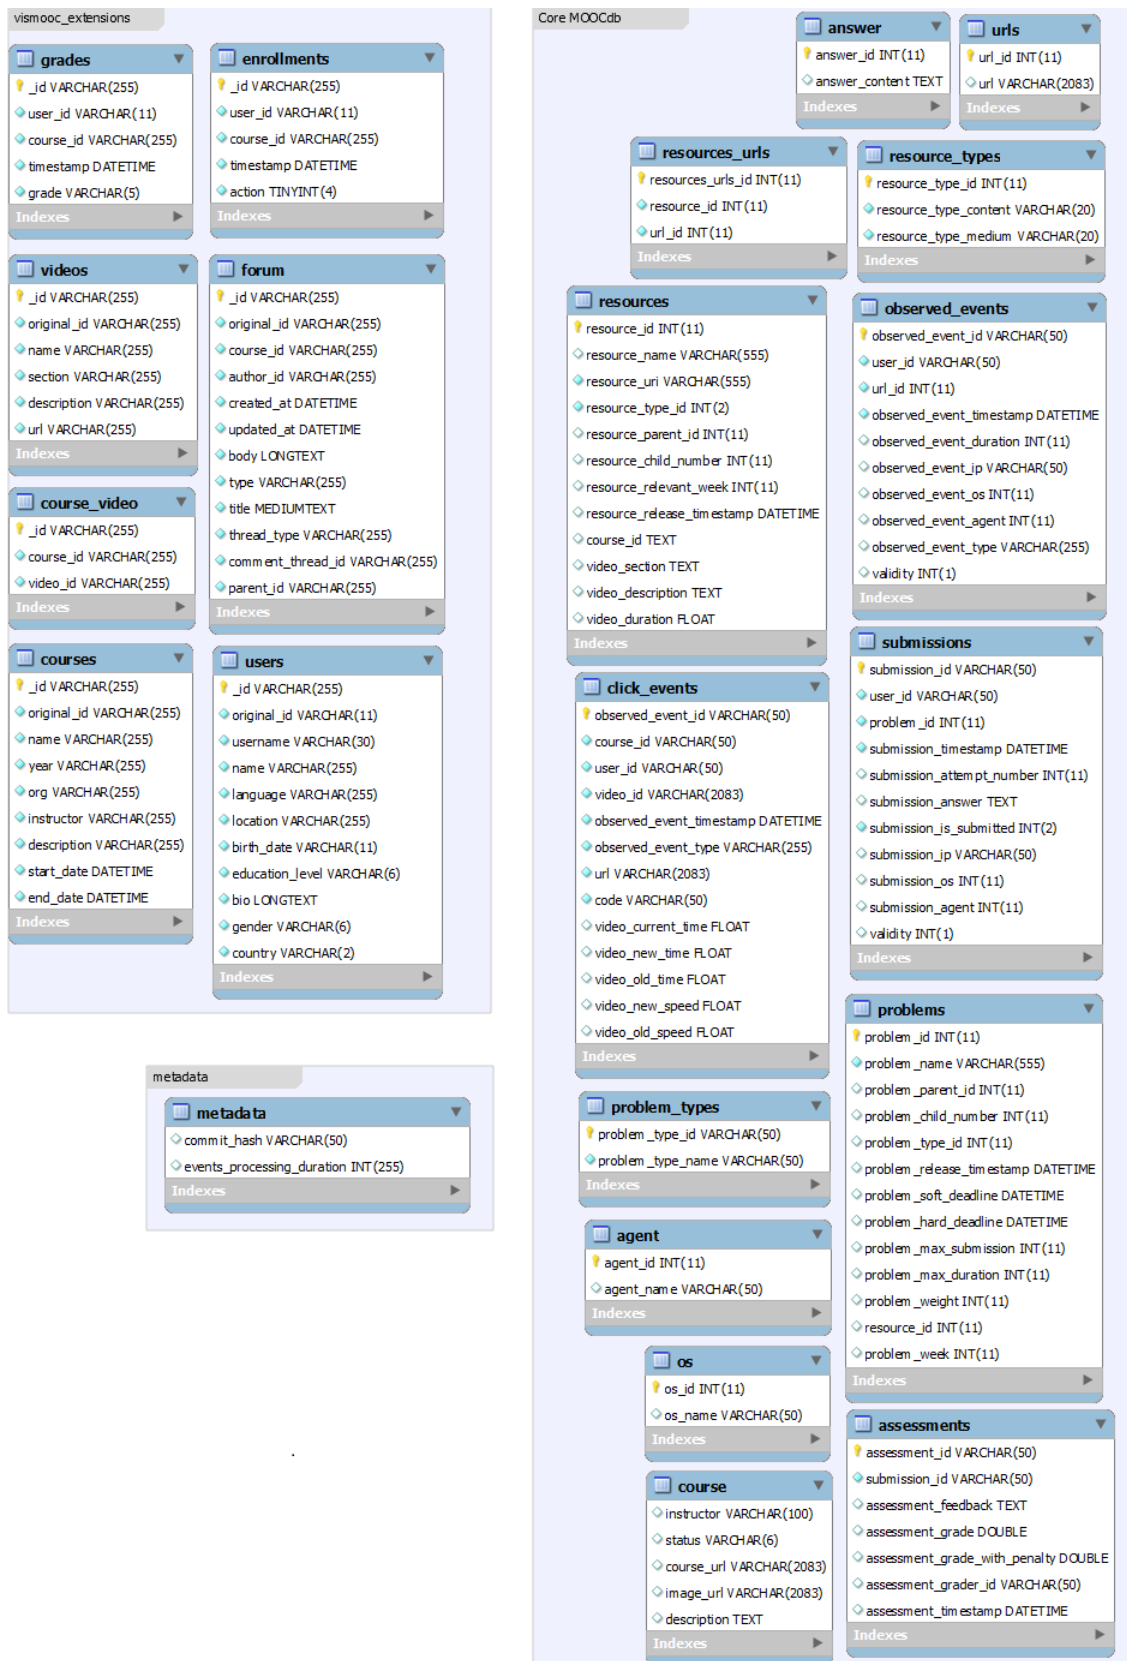 vismooc_extensions
grades
_id VARCHAR(255)
user_id VARCHAR(11)
course_id VARCHAR(255)
timestamp DATETIME
grade VARCHAR(5)
Indexes
enrollments
_id VARCHAR(255)
user_id VARCHAR(11)
course_id VARCHAR(255)
timestamp DATETIME
action TINYINT(4)
Indexes
videos
_id VARCHAR(255)
original_id VARCHAR(255)
name VARCHAR(255)
section VARCHAR(255)
description VARCHAR(255)
url VARCHAR(255)
Indexes
forum
_id VARCHAR(255)
original_id VARCHAR(255)
course_id VARCHAR(255)
author_id VARCHAR(255)
created_at DATETIME
updated_at DATETIME
body LONGTEXT
type VARCHAR(255)
title MEDIUMTEXT
thread_type VARCHAR(255)
comment_thread_id VARCHAR(255)
parent_id VARCHAR(255)
Indexes
course_video
_id VARCHAR(255)
course_id VARCHAR(255)
video_id VARCHAR(255)
Indexes
courses
_id VARCHAR(255)
original_id VARCHAR(255)
name VARCHAR(255)
year VARCHAR(255)
org VARCHAR(255)
instructor VARCHAR(255)
description VARCHAR(255)
start_date DATETIME
end_date DATETIME
Indexes
users
_id VARCHAR(255)
original_id VARCHAR(11)
username VARCHAR(30)
name VARCHAR(255)
language VARCHAR(255)
location VARCHAR(255)
birth_date VARCHAR(11)
education_level VARCHAR(6)
bio LONGTEXT
gender VARCHAR(6)
country VARCHAR(2)
Indexes
metadata
metadata
commit_hash VARCHAR(50)
events_processing_duration INT(255)
Indexes
Core MOOCdb
answer
answer_id INT(11)
answer_content TEXT
Indexes
urls
url_id INT(11)
url VARCHAR(2083)
Indexes
resources_urls
resources_urls_id INT(11)
resource_id INT(11)
url_id INT(11)
Indexes
resource_types
resource_type_id INT(11)
resource_type_content VARCHAR(20)
resource_type_medium VARCHAR(20)
Indexes
resources
resource_id INT(11)
resource_name VARCHAR(555)
resource_uri VARCHAR(555)
resource_type_id INT(2)
resource_parent_id INT(11)
resource_child_number INT(11)
resource_relevant_week INT(11)
resource_release_timestamp DATETIME
course_id TEXT
video_section TEXT
video_description TEXT
video_duration FLOAT
Indexes
observed_events
observed_event_id VARCHAR(50)
user_id VARCHAR(50)
url_id INT(11)
observed_event_timestamp DATETIME
observed_event_duration INT(11)
observed_event_ip VARCHAR(50)
observed_event_os INT(11)
observed_event_agent INT(11)
observed_event_type VARCHAR(255)
validity INT(1)
Indexes
click_events
observed_event_id VARCHAR(50)
course_id VARCHAR(50)
user_id VARCHAR(50)
video_id VARCHAR(2083)
observed_event_timestamp DATETIME
observed_event_type VARCHAR(255)
url VARCHAR(2083)
code VARCHAR(50)
video_current_time FLOAT
video_new_time FLOAT
video_old_time FLOAT
video_new_speed FLOAT
video_old_speed FLOAT
Indexes
submissions
submission_id VARCHAR(50)
user_id VARCHAR(50)
problem_id INT(11)
submission_timestamp DATETIME
submission_attempt_number INT(11)
submission_answer TEXT
submission_is_submitted INT(2)
submission_ip VARCHAR(50)
submission_os INT(11)
submission_agent INT(11)
validity INT(1)
Indexes
problem_types
problem_type_id VARCHAR(50)
problem_type_name VARCHAR(50)
Indexes
problems
problem_id INT(11)
problem_name VARCHAR(555)
problem_parent_id INT(11)
problem_child_number INT(11)
problem_type_id INT(11)
problem_release_timestamp DATETIME
problem_soft_deadline DATETIME
problem_hard_deadline DATETIME
problem_max_submission INT(11)
problem_max_duration INT(11)
problem_weight INT(11)
resource_id INT(11)
problem_week INT(11)
Indexes
agent
agent_id INT(11)
agent_name VARCHAR(50)
Indexes
os
os_id INT(11)
os_name VARCHAR(50)
Indexes
course
instructor VARCHAR(100)
status VARCHAR(6)
course_url VARCHAR(2083)
image_url VARCHAR(2083)
description TEXT
Indexes
assessments
assessment_id VARCHAR(50)
submission_id VARCHAR(50)
assessment_feedback TEXT
assessment_grade DOUBLE
assessment_grade_with_penalty DOUBLE
assessment_grader_id VARCHAR(50)
assessment_timestamp DATETIME
Indexes